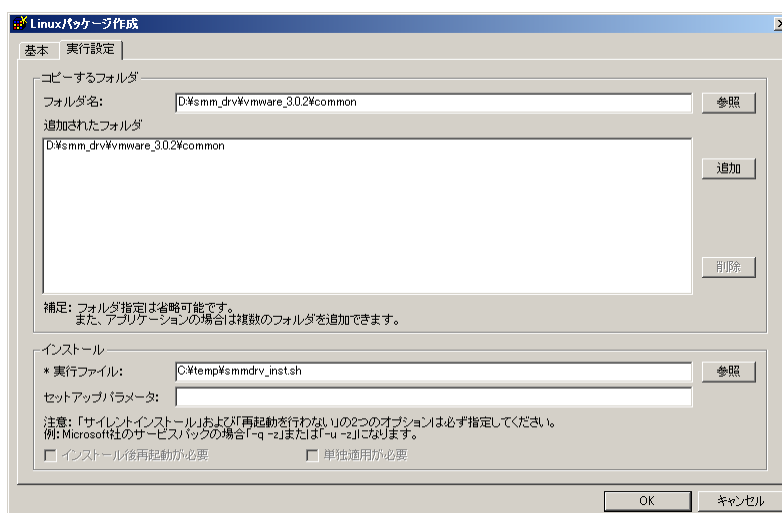 Linuxパッケージ作成
基本 実行設定
コピーするフォルダ
フォルダ名: D:¥smm_drv¥vmware_3.0.2¥common 参照
追加されたフォルダ
D:¥smm_drv¥vmware_3.0.2¥common
追加
削除
補足: フォルダ指定は省略可能です。
また、アプリケーションの場合は複数のフォルダを追加できます。
インストール
* 実行ファイル: C:¥temp¥smmdrv_inst.sh 参照
セットアップパラメータ:
注意: 「サイレントインストール」および「再起動を行わない」の2つのオプションは必ず指定してください。
例: Microsoft社のサービスパックの場合「-q -z」または「-u -z」になります。
インストール後再起動が必要 単独適用が必要
OK キャンセル